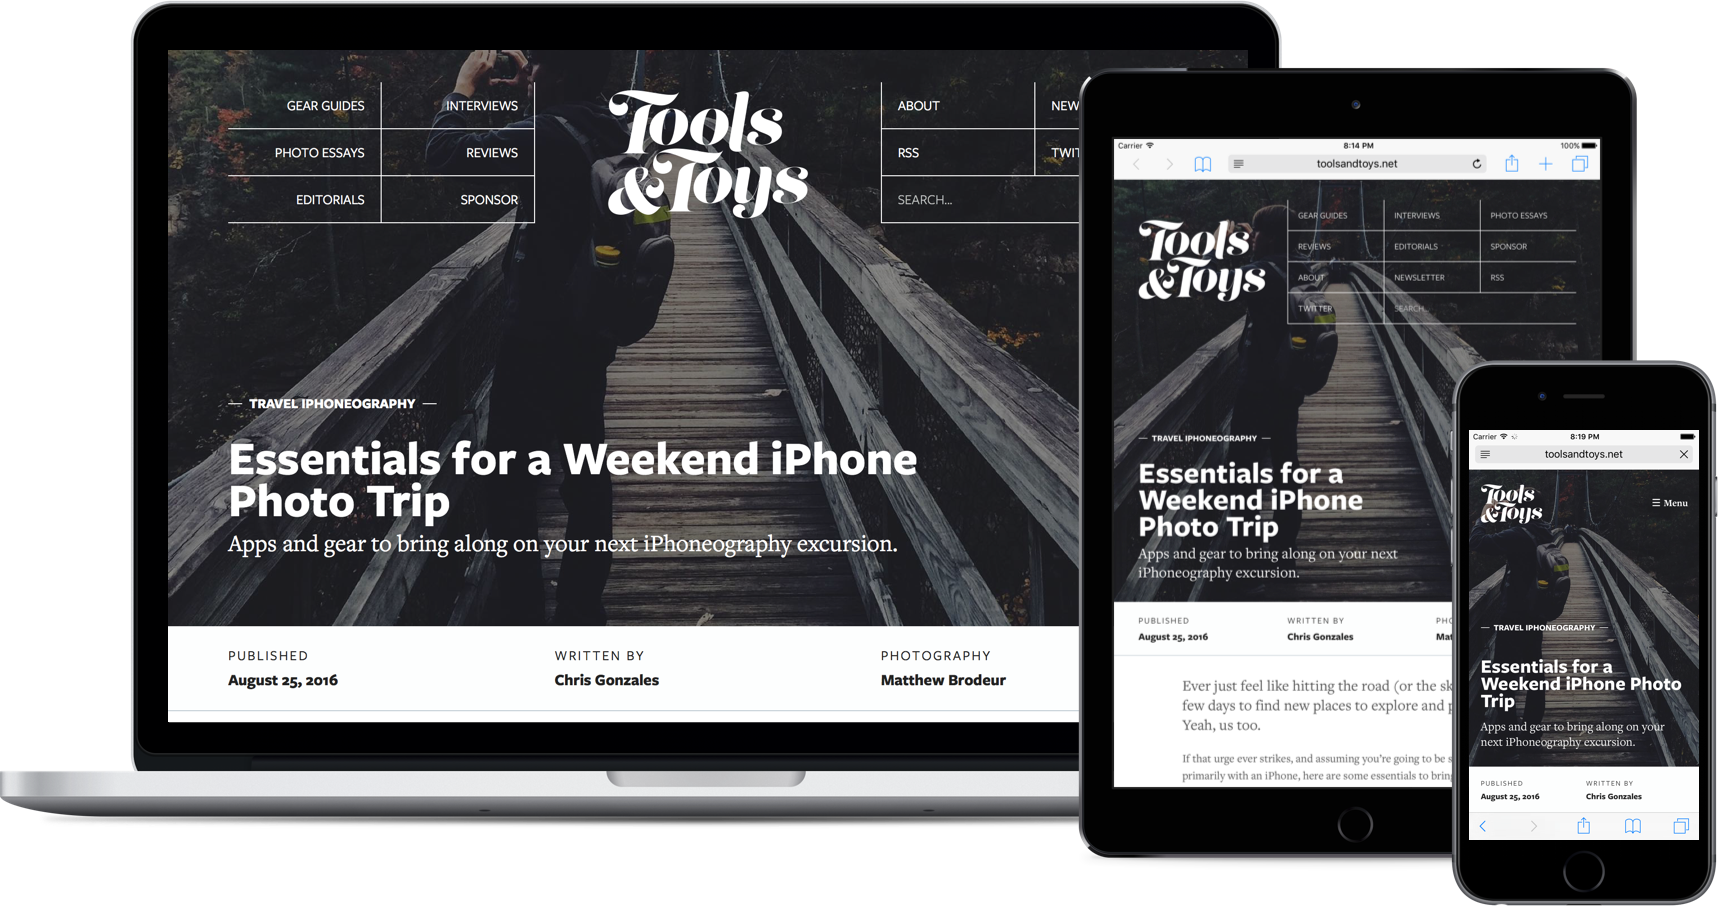 GEAR GUIDES
INTERVIEWS
PHOTO ESSAYS
REVIEWS
EDITORIALS
SPONSOR
Tools
&Toys
ABOUT
NEW
RSS
TWIT
SEARCH...
— TRAVEL IPHONEOGRAPHY —
Essentials for a Weekend iPhone
Photo Trip
Apps and gear to bring along on your next iPhoneography excursion.
PUBLISHED
August 25, 2016
WRITTEN BY
Chris Gonzales
PHOTOGRAPHY
Matthew Brodeur
Carrier
8:14 PM
100%
toolsandtoys.net
Tools
&Toys
GEAR GUIDES
INTERVIEWS
PHOTO ESSAYS
REVIEWS
EDITORIALS
SPONSOR
ABOUT
NEWSLETTER
RSS
TWITTER
SEARCH...
— TRAVEL IPHONEOGRAPHY —
Essentials for a
Weekend iPhone
Photo Trip
Apps and gear to bring along on your next
iPhoneography excursion.
PUBLISHED
August 25, 2016
WRITTEN BY
Chris Gonzales
PH
Mat
Ever just feel like hitting the road (or the sk
few days to find new places to explore and p
Yeah, us too.
If that urge ever strikes, and assuming you're going to be s
primarily with an iPhone, here are some essentials to bring
Carrier
8:19 PM
toolsandtoys.net
Tools
&Toys
☰ Menu
— TRAVEL IPHONEOGRAPHY —
Essentials for a
Weekend iPhone Photo
Trip
Apps and gear to bring along on your
next iPhoneography excursion.
PUBLISHED
August 25, 2016
WRITTEN BY
Chris Gonzales